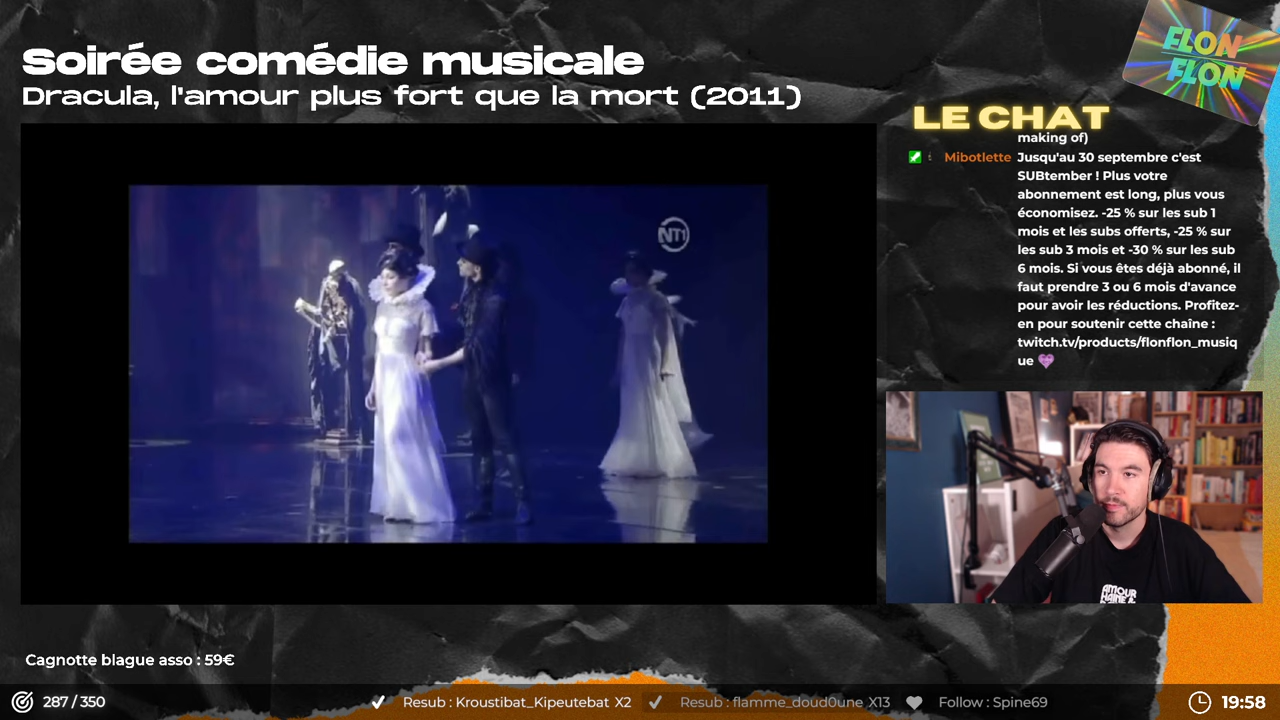 Soirée comédie musicale
Dracula, l'amour plus fort que la mort (2011)
FLON
FLON
LE CHAT
making of)
Mibotlette Jusqu'au 30 septembre c'est
SUBtember ! Plus votre
abonnement est long, plus vous
économisez. -25 % sur les sub 1
mois et les subs offerts, -25 % sur
les sub 3 mois et -30 % sur les sub
6 mois. Si vous êtes déjà abonné, il
faut prendre 3 ou 6 mois d'avance
pour avoir les réductions. Profitez-
en pour soutenir cette chaîne :
twitch.tv/products/flonflon_musiq
ue 💜
NT1
AMOUR
HAINE &
Cagnotte blague asso : 59€
287 / 350
Resub : Kroustibat_Kipeutebat X2
Resub : flamme_doud0une X13
Follow : Spine69
19:58